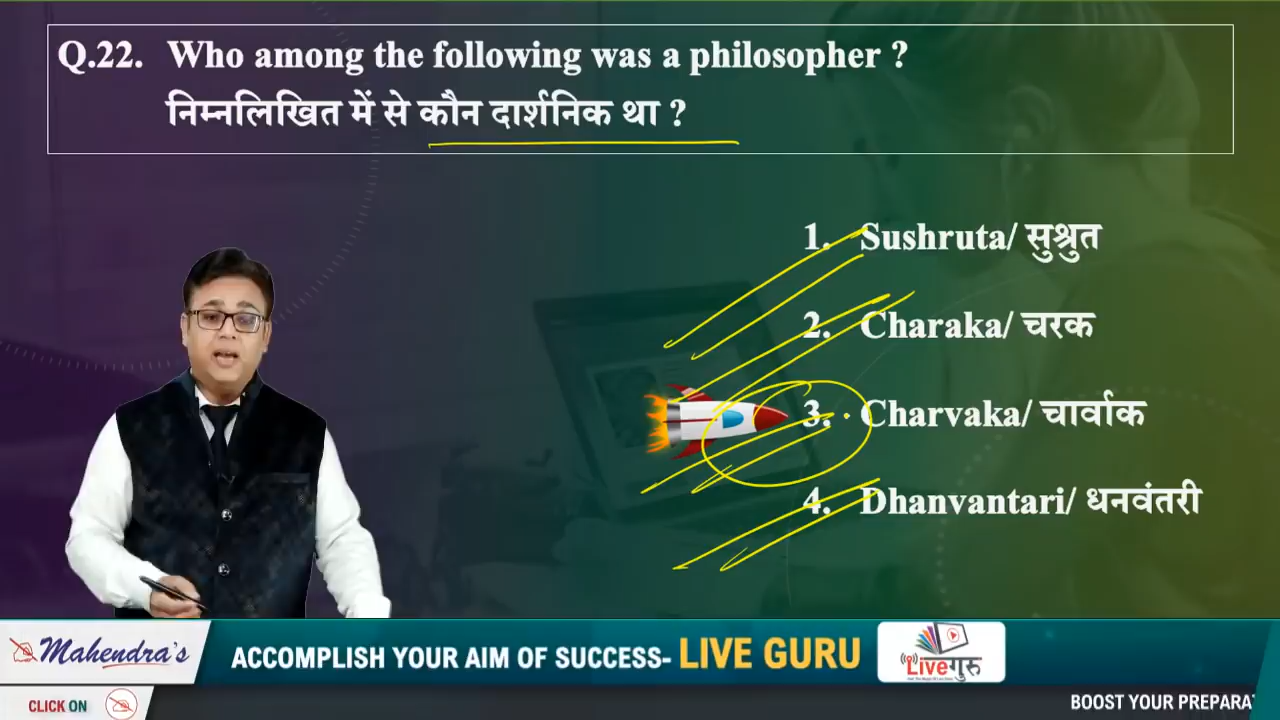 Q.22. Who among the following was a philosopher ?
निम्नलिखित में से कौन दार्शनिक था ?
1. Sushruta/ सुश्रुत
2. Charaka/ चरक
3. Charvaka/ चार्वाक
4. Dhanvantari/ धनवंतरी
Mahendra's
ACCOMPLISH YOUR AIM OF SUCCESS- LIVE GURU
Live गुरु
CLICK ON
BOOST YOUR PREPARAT